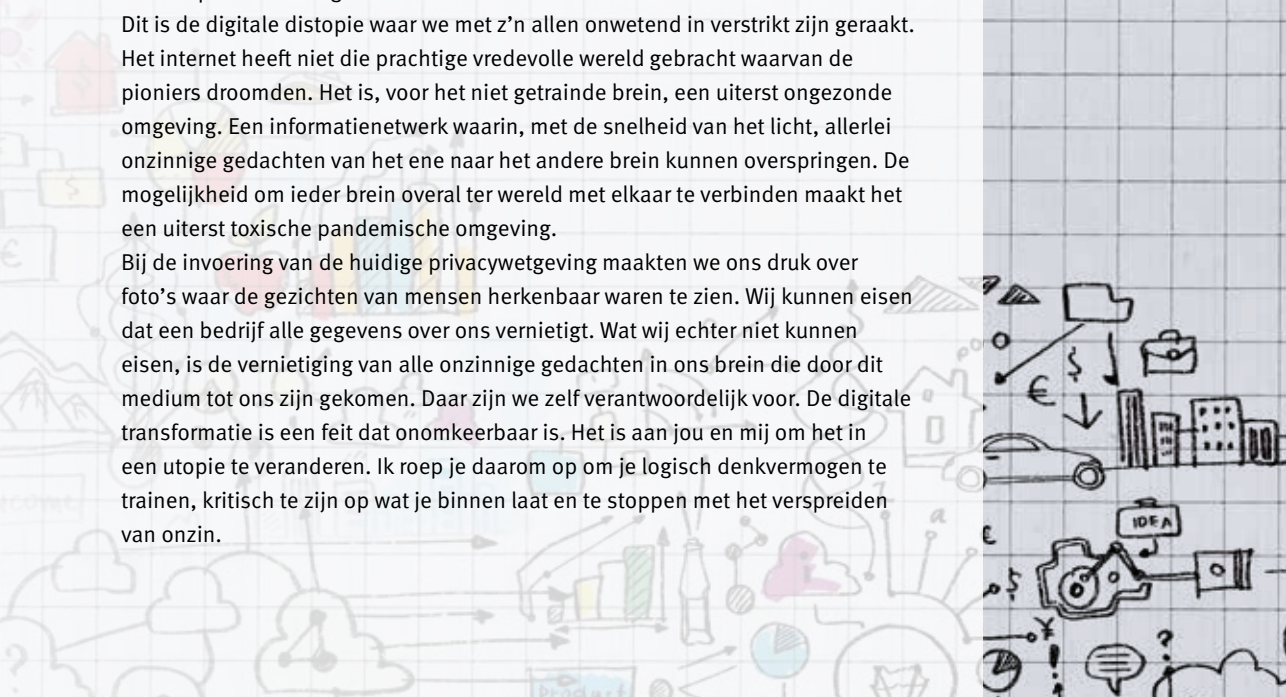 Dit is de digitale distopie waar we met z’n allen onwetend in verstrikt zijn geraakt.
Het internet heeft niet die prachtige vredevolle wereld gebracht waarvan de
pioniers droomden. Het is, voor het niet getrainde brein, een uiterst ongezonde
omgeving. Een informatienetwerk waarin, met de snelheid van het licht, allerlei
onzinnige gedachten van het ene naar het andere brein kunnen overspringen. De
mogelijkheid om ieder brein overal ter wereld met elkaar te verbinden maakt het
een uiterst toxische pandemische omgeving.
Bij de invoering van de huidige privacywetgeving maakten we ons druk over
foto’s waar de gezichten van mensen herkenbaar waren te zien. Wij kunnen eisen
dat een bedrijf alle gegevens over ons vernietigt. Wat wij echter niet kunnen
eisen, is de vernietiging van alle onzinnige gedachten in ons brein die door dit
medium tot ons zijn gekomen. Daar zijn we zelf verantwoordelijk voor. De digitale
transformatie is een feit dat onomkeerbaar is. Het is aan jou en mij om het in
een utopie te veranderen. Ik roep je daarom op om je logisch denkvermogen te
trainen, kritisch te zijn op wat je binnen laat en te stoppen met het verspreiden
van onzin.
$
€
IDEA
a
€
$
¥
!
?
?
product